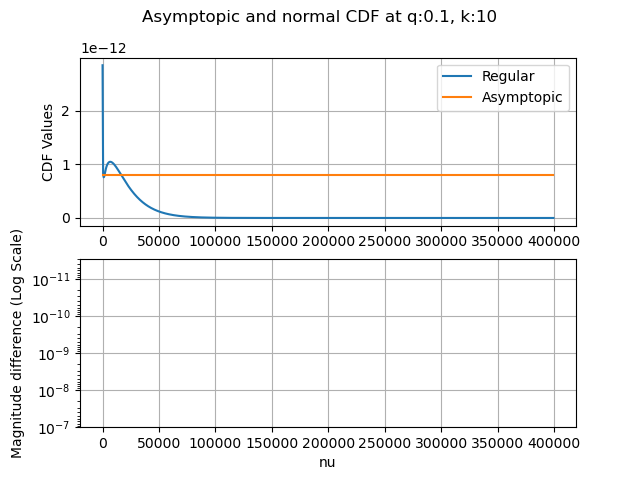 Asymptopic and normal CDF at q:0.1, k:10
1e−12
Regular
Asymptopic
CDF Values
2
1
0
0 50000 100000 150000 200000 250000 300000 350000 400000
Magnitude difference (Log Scale)
10⁻¹¹
10⁻¹⁰
10⁻⁹
10⁻⁸
10⁻⁷
0 50000 100000 150000 200000 250000 300000 350000 400000
nu